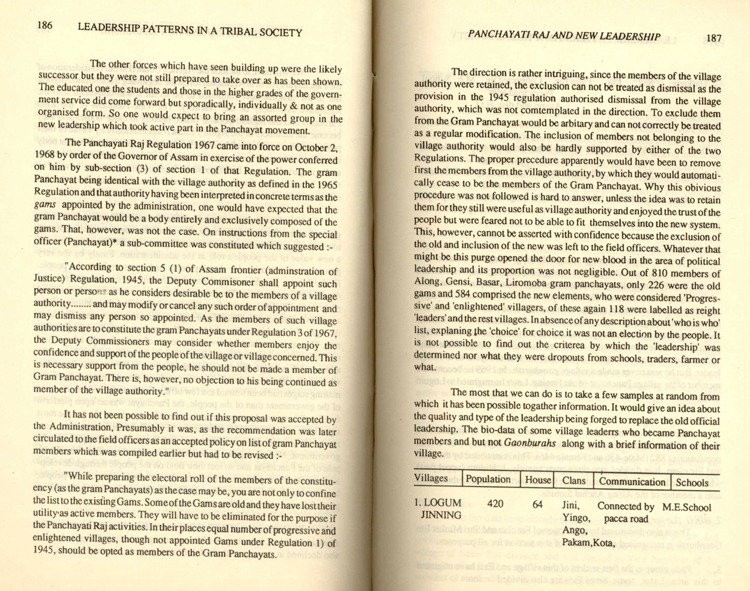 186 LEADERSHIP PATTERNS IN A TRIBAL SOCIETY
The other forces which have seen building up were the likely
successor but they were not still prepared to take over as has been shown.
The educated one the students and those in the higher grades of the govern-
ment service did come forward but sporadically, individually & not as one
organised form. So one would cxpect to bring an assorted group in the
new leadership which took active part in the Panchayat movement.
The Panchayati Raj Regulation 1967 came into force on October 2,
1968 by order of the Governor of Assam in exercise of the power conferred
on him by sub-section (3) of section 1 of that Regulation. The gram
Panchayat being identical with the village authority as defined in the 1965
Regulation and that authority having been interpreted in concrete terms as the
gams appointed by the administration, one would have expected that the
gram Panchayat would be a body entirely and exclusively composed of the
gams. That, however, was not the case. On instructions from the special
officer (Panchayat)* a sub-committee was constituted which suggested :-
"According to section 5 (1) of Assam frontier (adminstration of
Justice) Regulation, 1945, the Deputy Commisoner shall appoint such
person or persons as he considers desirable to be the members of a village
authority........ and may modify or cancel any such order of appointment and
may dismiss any person so appointed. As the members of such village
authorities are to constitute the gram Panchayats under Regulation 3 of 1967,
the Deputy Commissioners may consider whether members enjoy the
confidence and support of the people of the village or village concerned. This
is necessary support from the people, he should not be made a member of
Gram Panchayat. There is, however, no objection to his being continued as
member of the village authority."
It has not been possible to find out if this proposal was accepted by
the Administration, Presumably it was, as the recommendation was later
circulated to the field officers as an accepted policy on list of gram Panchayat
members which was compiled earlier but had to be revised :-
"While preparing the electoral roll of the members of the constitu-
ency (as the gram Panchayats) as the case may be, you are not only to confine
the list to the existing Gams. Some of the Gams are old and they have lost their
utility as active members. They will have to be eliminated for the purpose if
the Panchayati Raj activities. In their places equal number of progressive and
enlightened villages, though not appointed Gams under Regulation 1) of
1945, should be opted as members of the Gram Panchayats.
PANCHAYATI RAJ AND NEW LEADERSHIP 187
The direction is rather intriguing, since the members of the village
authority were retained, the exclusion can not be treated as dismissal as the
provision in the 1945 regulation authorised dismissal from the village
authority, which was not comtemplated in the direction. To exclude them
from the Gram Panchayat would be arbitary and can not correctly be treated
as a regular modification. The inclusion of members not belonging to the
village authority would also be hardly supported by either of the two
Regulations. The proper procedure apparently would have been to remove
first the members from the village authority, by which they would automati-
cally cease to be the members of the Gram Panchayat. Why this obvious
procedure was not followed is hard to answer, unless the idea was to retain
them for they still were useful as village authority and enjoyed the trust of the
people but were feared not to be able to fit themselves into the new system.
This, however, cannot be asserted with confidence because the exclusion of
the old and inclusion of the new was left to the field officers. Whatever that
might be this purge opened the door for new blood in the area of political
leadership and its proportion was not negligible. Out of 810 members of
Along, Gensi, Basar, Liromoba gram panchayats, only 226 were the old
gams and 584 comprised the new elements, who were considered 'Progres-
sive' and 'enlightened' villagers, of these again 118 were labelled as reight
'leaders' and the rest villages. In absence of any description about 'who is who'
list, explaning the 'choice' for choice it was not an election by the people. It
is not possible to find out the criterea by which the 'leadership' was
determined nor what they were dropouts from schools, traders, farmer or
what.
The most that we can do is to take a few samples at random from
which it has been possible togather information. It would give an idea about
the quality and type of the leadership being forged to replace the old official
leadership. The bio-data of some village leaders who became Panchayat
members and but not Gaonburahs along with a brief information of their
village.
Villages Population House Clans Communication Schools
1. LOGUM 420 64 Jini, Connected by M.E.School
JINNING Yingo, pacca road
Ango,
Pakam,Kota,